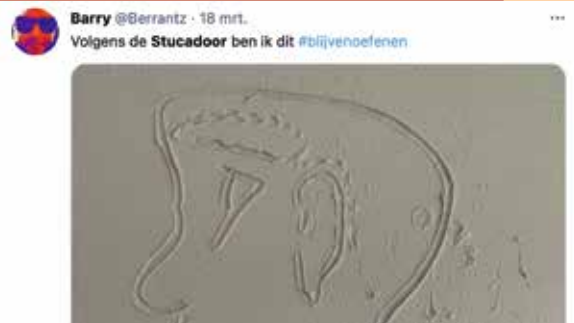 Barry @Berrantz · 18 mrt.
Volgens de Stucadoor ben ik dit #blijvenoefenen